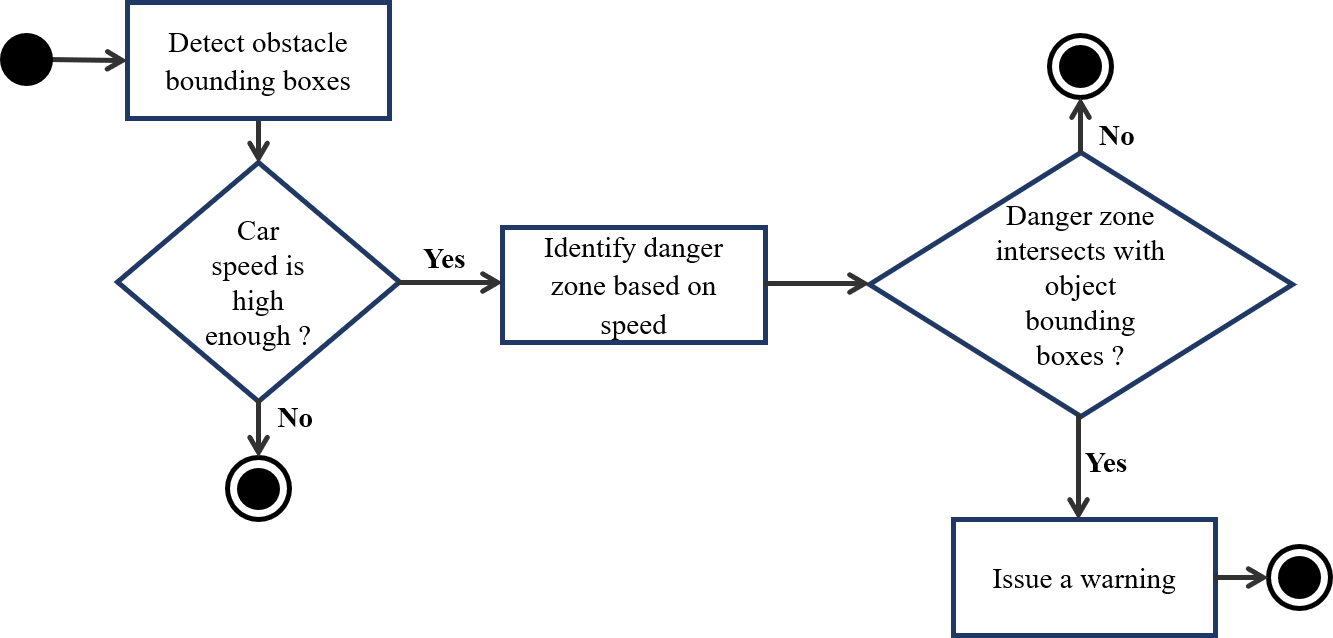 Detect obstacle
bounding boxes
Car
speed is
high
enough ?
No
Yes
Identify danger
zone based on
speed
Danger zone
intersects with
object
bounding
boxes ?
No
Yes
Issue a warning